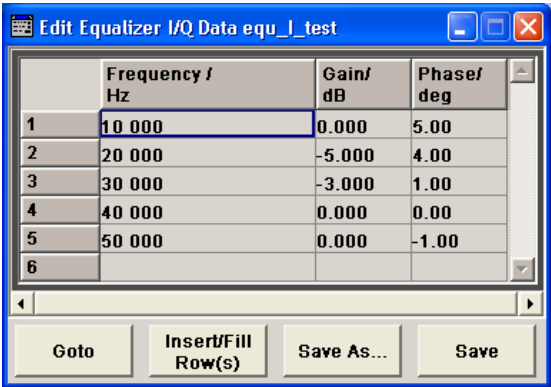 Edit Equalizer I/Q Data equ_I_test
Frequency / Hz Gain/ dB Phase/ deg
1 10 000 0.000 5.00
2 20 000 -5.000 4.00
3 30 000 -3.000 1.00
4 40 000 0.000 0.00
5 50 000 0.000 -1.00
6
Goto Insert/Fill Row(s) Save As... Save